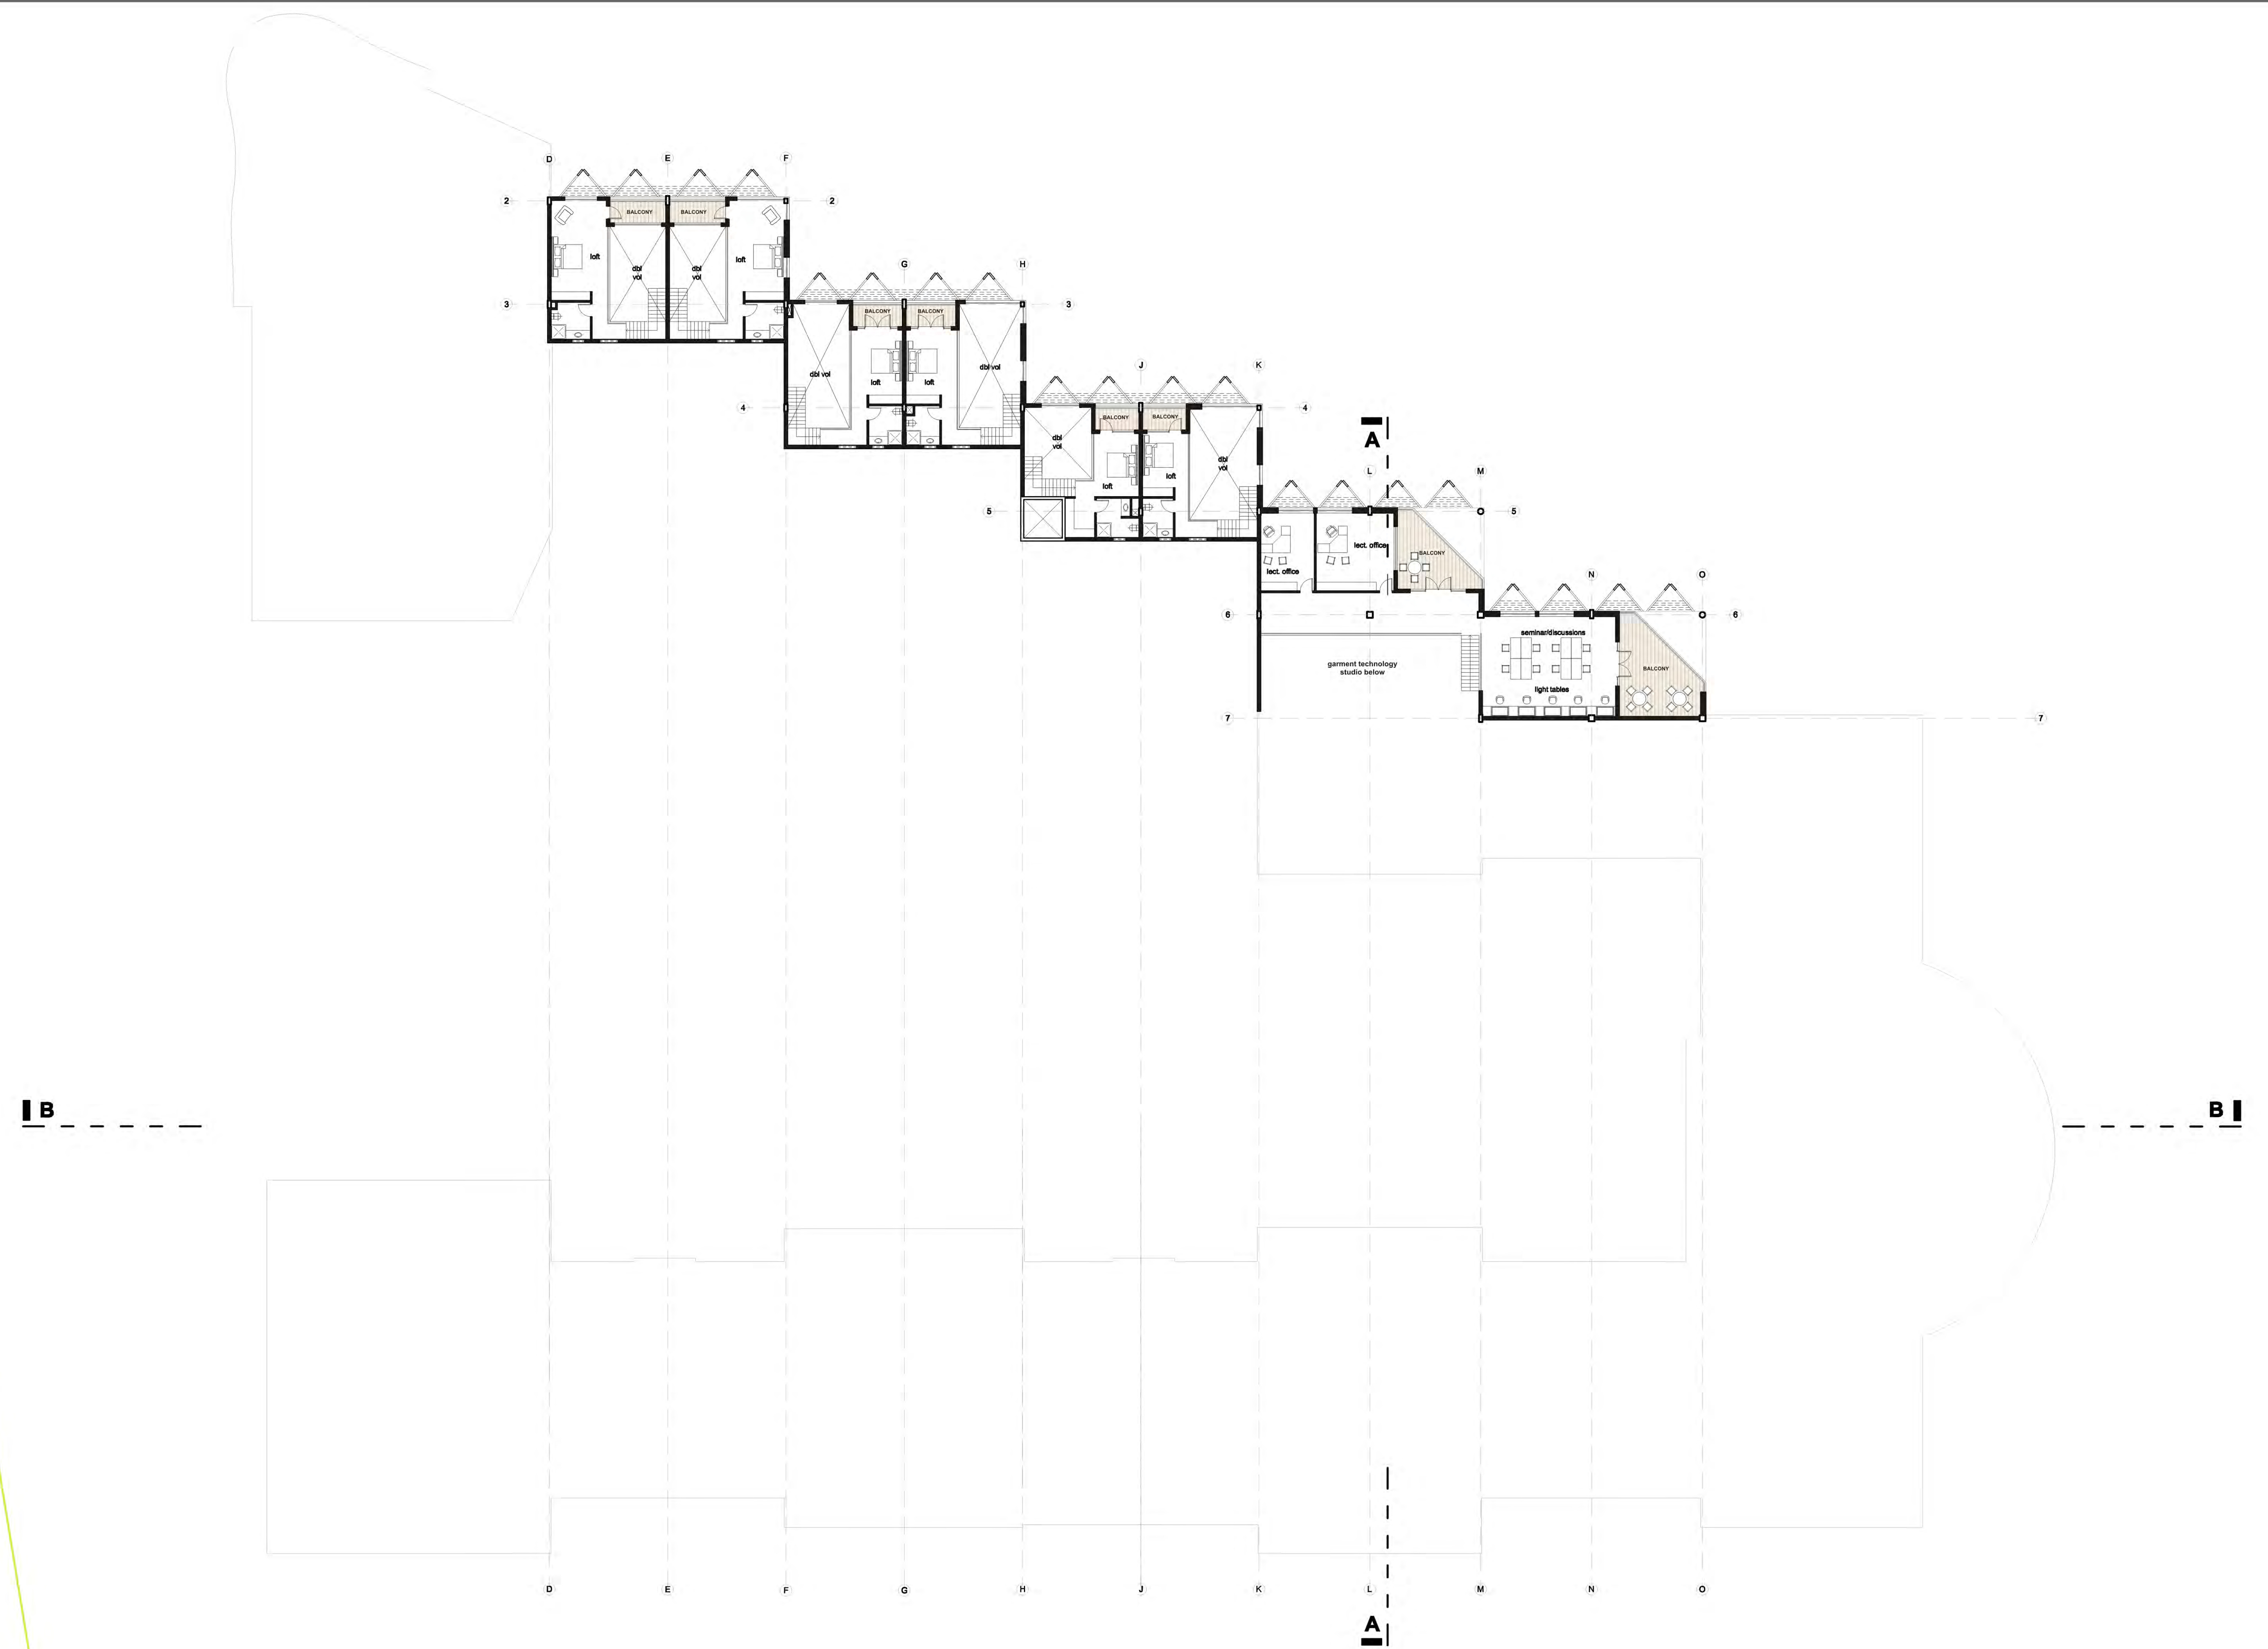 D E F
2 2
BALCONY BALCONY
loft
dbl
vol
dbl
vol
loft
G H
3 3
BALCONY BALCONY
dbl vol
loft
loft
dbl vol
J K
4 4
BALCONY BALCONY
dbl
vol
loft
loft
dbl
vol
A
L M
5 5
lect. office
lect. office
BALCONY
N O
6 6
seminar/discussions
garment technology
studio below
BALCONY
light tables
7 7
B B
D E F G H J K L M N O
A